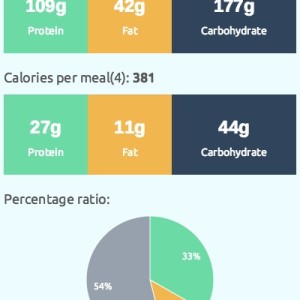 109g 42g 177g
Protein Fat Carbohydrate
Calories per meal(4): 381
27g 11g 44g
Protein Fat Carbohydrate
Percentage ratio:
33%
54%